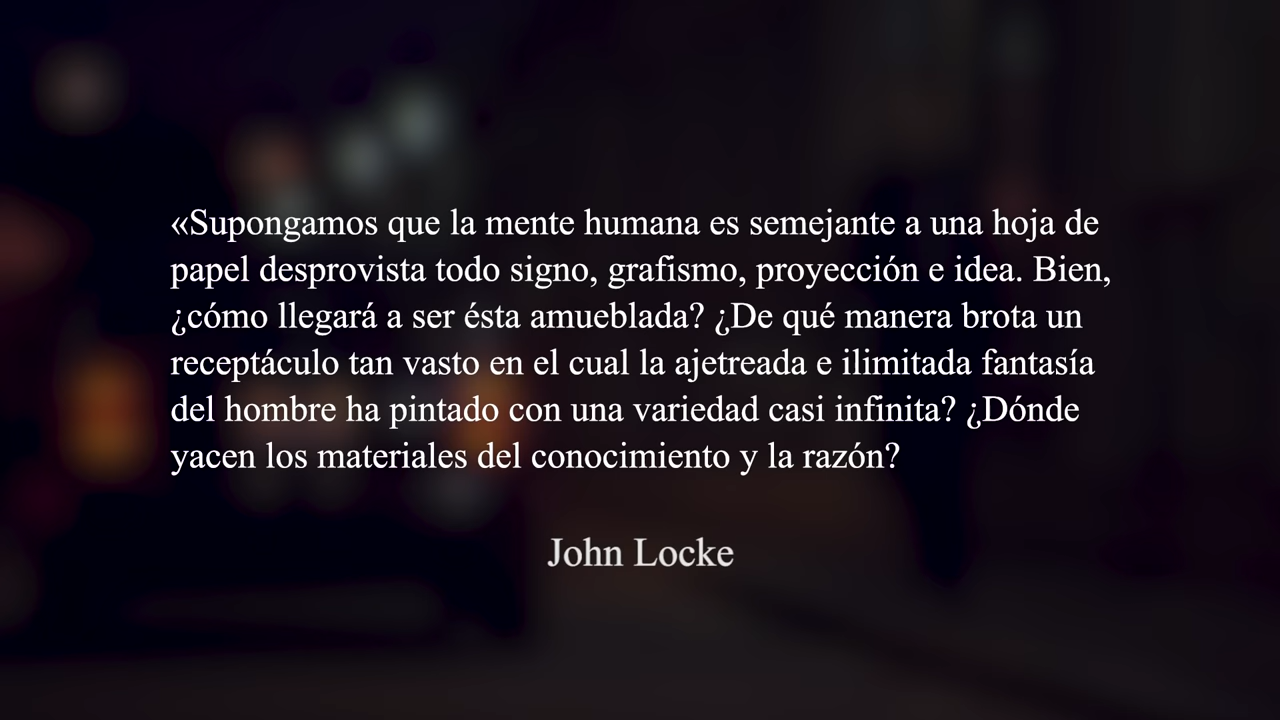 «Supongamos que la mente humana es semejante a una hoja de
papel desprovista todo signo, grafismo, proyección e idea. Bien,
¿cómo llegará a ser ésta amueblada? ¿De qué manera brota un
receptáculo tan vasto en el cual la ajetreada e ilimitada fantasía
del hombre ha pintado con una variedad casi infinita? ¿Dónde
yacen los materiales del conocimiento y la razón?
John Locke